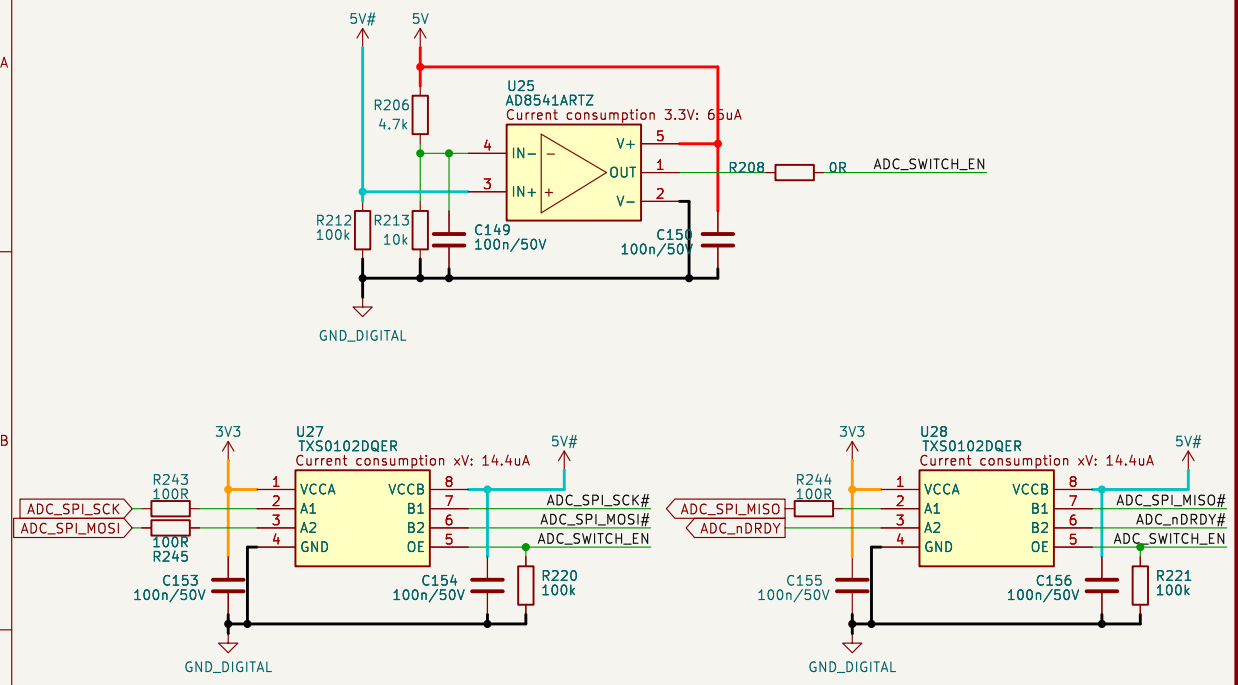 5V#
5V
A
U25
AD8541ARTZ
Current consumption 3.3V: 65uA
R206
4.7k
4
IN-
-
V+
5
OUT
1
R208
0R
ADC_SWITCH_EN
3
IN+
+
V-
2
R212
100k
R213
10k
C149
100n/50V
C150
100n/50V
GND_DIGITAL
B
3V3
U27
TXS0102DQER
Current consumption xV: 14.4uA
5V#
R243
100R
1
VCCA
VCCB
8
ADC_SPI_SCK
2
A1
B1
7
ADC_SPI_SCK#
ADC_SPI_MOSI
3
A2
B2
6
ADC_SPI_MOSI#
100R
R245
4
GND
OE
5
ADC_SWITCH_EN
C153
100n/50V
C154
100n/50V
R220
100k
GND_DIGITAL
3V3
U28
TXS0102DQER
Current consumption xV: 14.4uA
5V#
R244
100R
1
VCCA
VCCB
8
ADC_SPI_MISO
2
A1
B1
7
ADC_SPI_MISO#
ADC_nDRDY
3
A2
B2
6
ADC_nDRDY#
4
GND
OE
5
ADC_SWITCH_EN
C155
100n/50V
C156
100n/50V
R221
100k
GND_DIGITAL